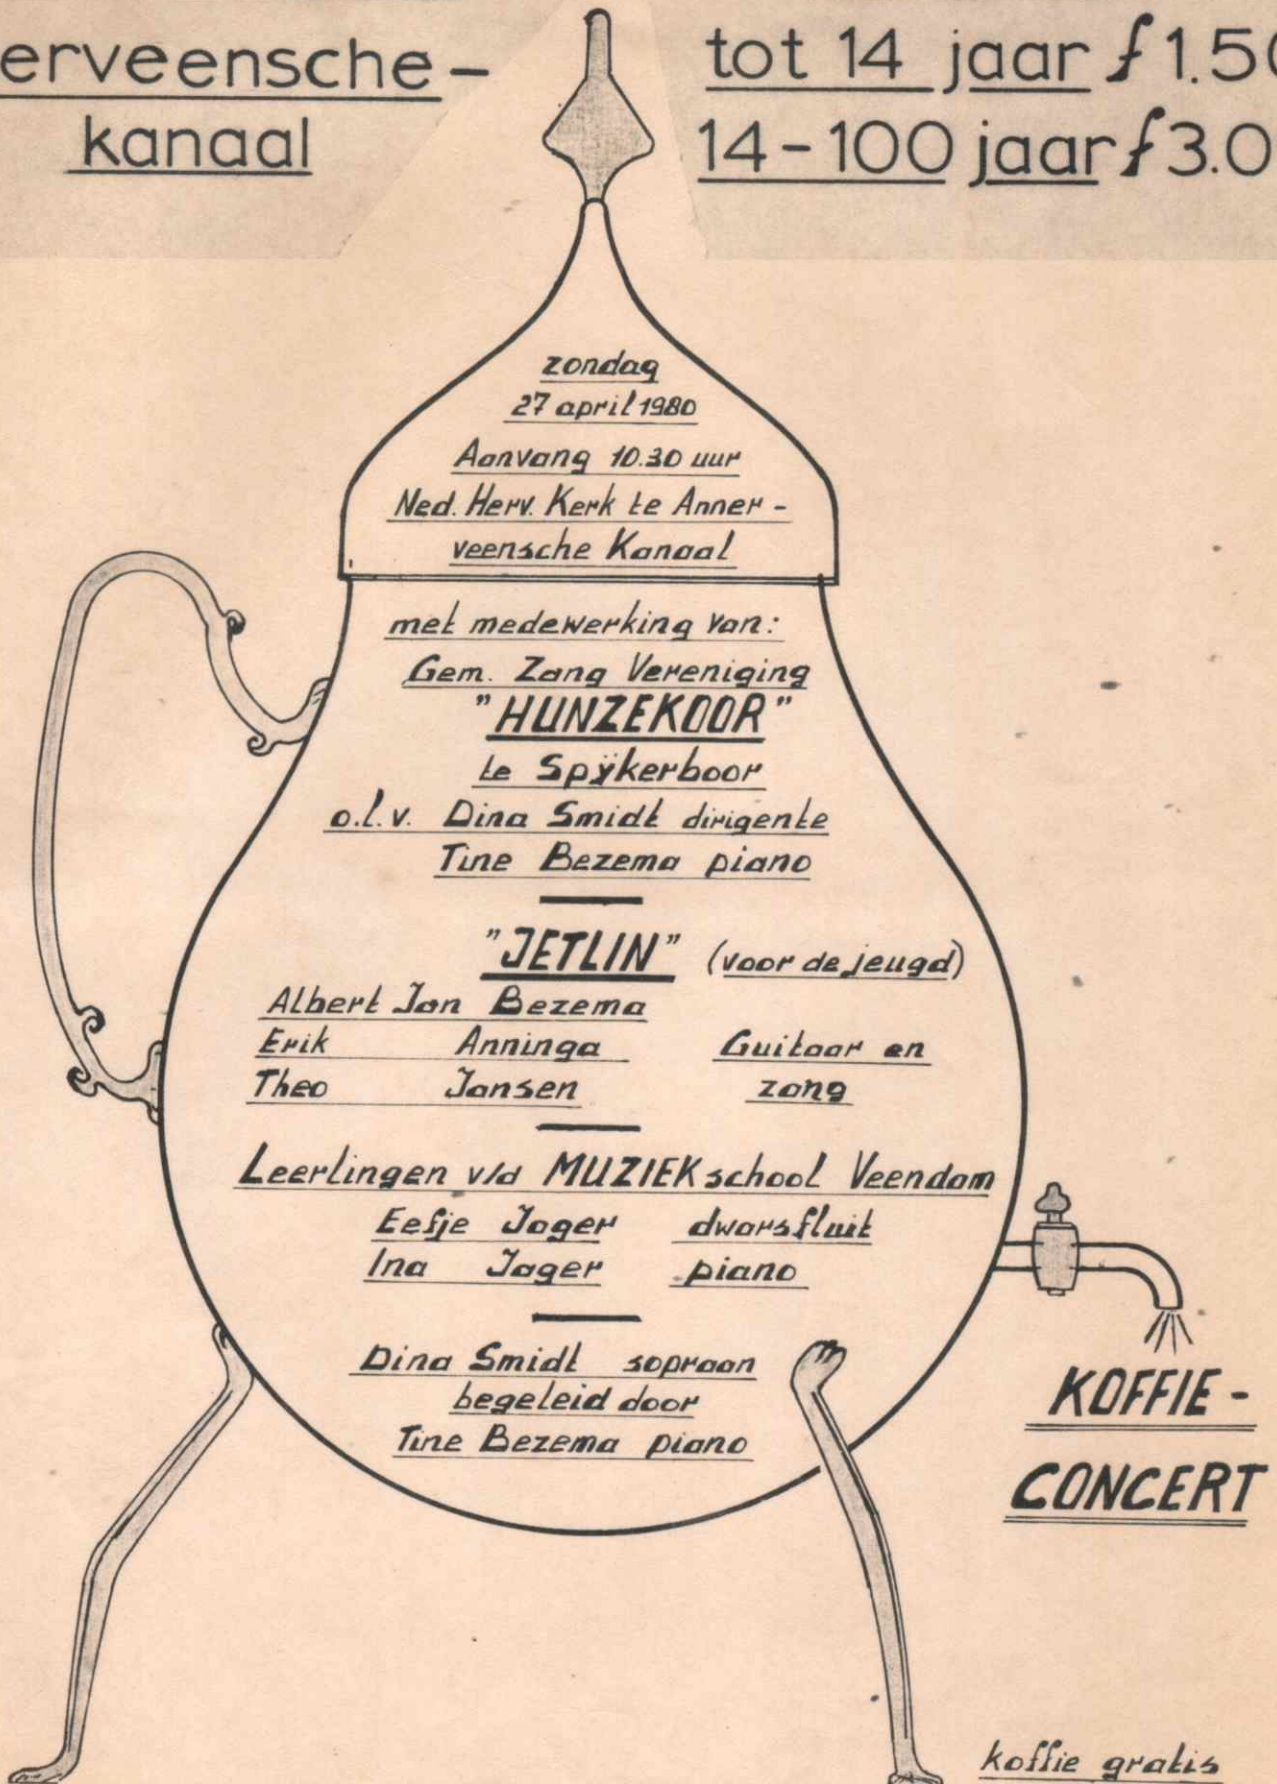 erveensche-
kanaal
tot 14 jaar ƒ 1.50
14-100 jaar ƒ 3.0
zondag
27 april 1980
Aanvang 10.30 uur
Ned. Herv. Kerk te Anner-
veensche Kanaal
met medewerking van:
Gem. Zang Vereniging
"HUNZEKOOR"
te Spijkerboor
o.l.v. Dina Smidt dirigente
Tine Bezema piano
"JETLIN" (voor de jeugd)
Albert Jan Bezema
Erik Anninga Guitaar en
Theo Jansen zang
Leerlingen v/d MUZIEKschool Veendam
Eefje Jager dwarsfluit
Ina Jager piano
Dina Smidt sopraan
begeleid door
Tine Bezema piano
KOFFIE-
CONCERT
koffie gratis